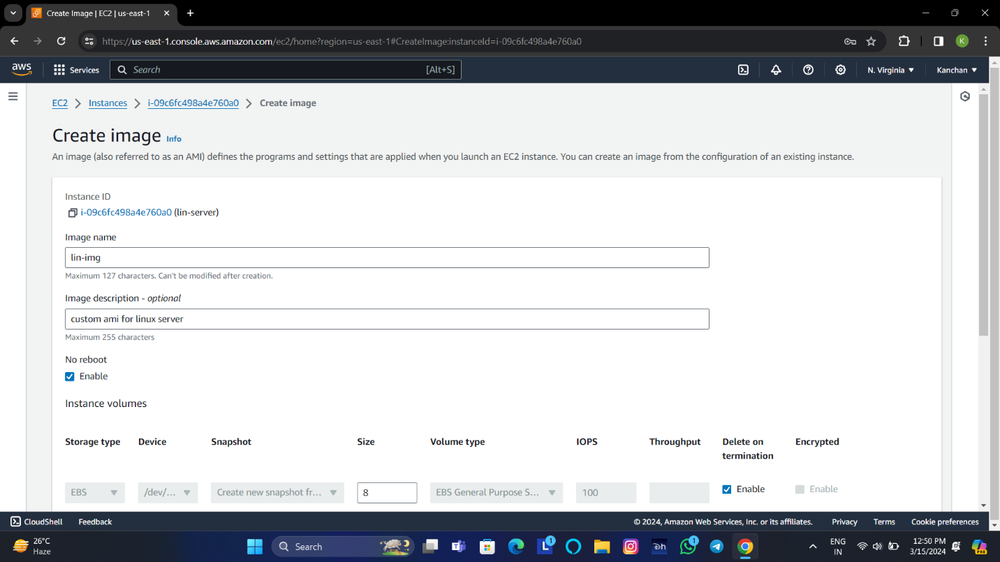 Create Image | EC2 | us-east-1
https://us-east-1.console.aws.amazon.com/ec2/home?region=us-east-1#CreateImage:instanceId=i-09c6fc498a4e760a0
K
aws
Services
Search
[Alt+S]
N. Virginia
Kanchan
EC2
Instances
i-09c6fc498a4e760a0
Create image
Create image Info
An image (also referred to as an AMI) defines the programs and settings that are applied when you launch an EC2 instance. You can create an image from the configuration of an existing instance.
Instance ID
i-09c6fc498a4e760a0 (lin-server)
Image name
lin-img
Maximum 127 characters. Can't be modified after creation.
Image description - optional
custom ami for linux server
Maximum 255 characters
No reboot
Enable
Instance volumes
Storage type Device Snapshot Size Volume type IOPS Throughput Delete on termination Encrypted
EBS /dev/... Create new snapshot fr... 8 EBS General Purpose S... 100 Enable Enable
CloudShell Feedback © 2024, Amazon Web Services, Inc. or its affiliates. Privacy Terms Cookie preferences
26°C
Haze
Search
1
L
Dh
1
ENG
IN
12:50 PM
3/15/2024
PRE